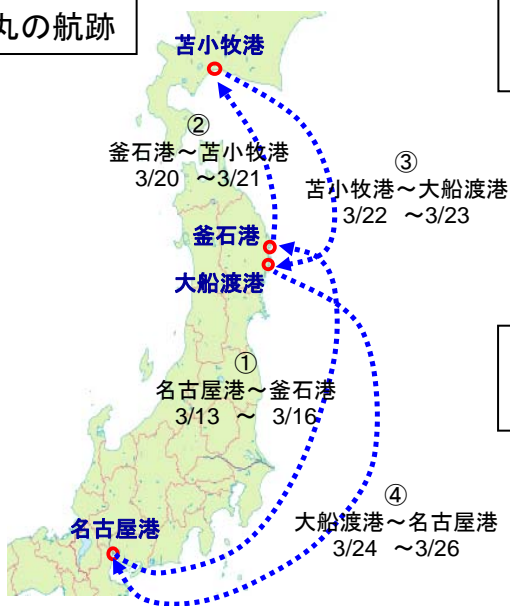 丸の航跡
苫小牧港
②
釜石港~苫小牧港
3/20 ~3/21
③
苫小牧港~大船渡港
3/22 ~3/23
釜石港
大船渡港
①
名古屋港~釜石港
3/13 ~ 3/16
④
大船渡港~名古屋港
3/24 ~3/26
名古屋港